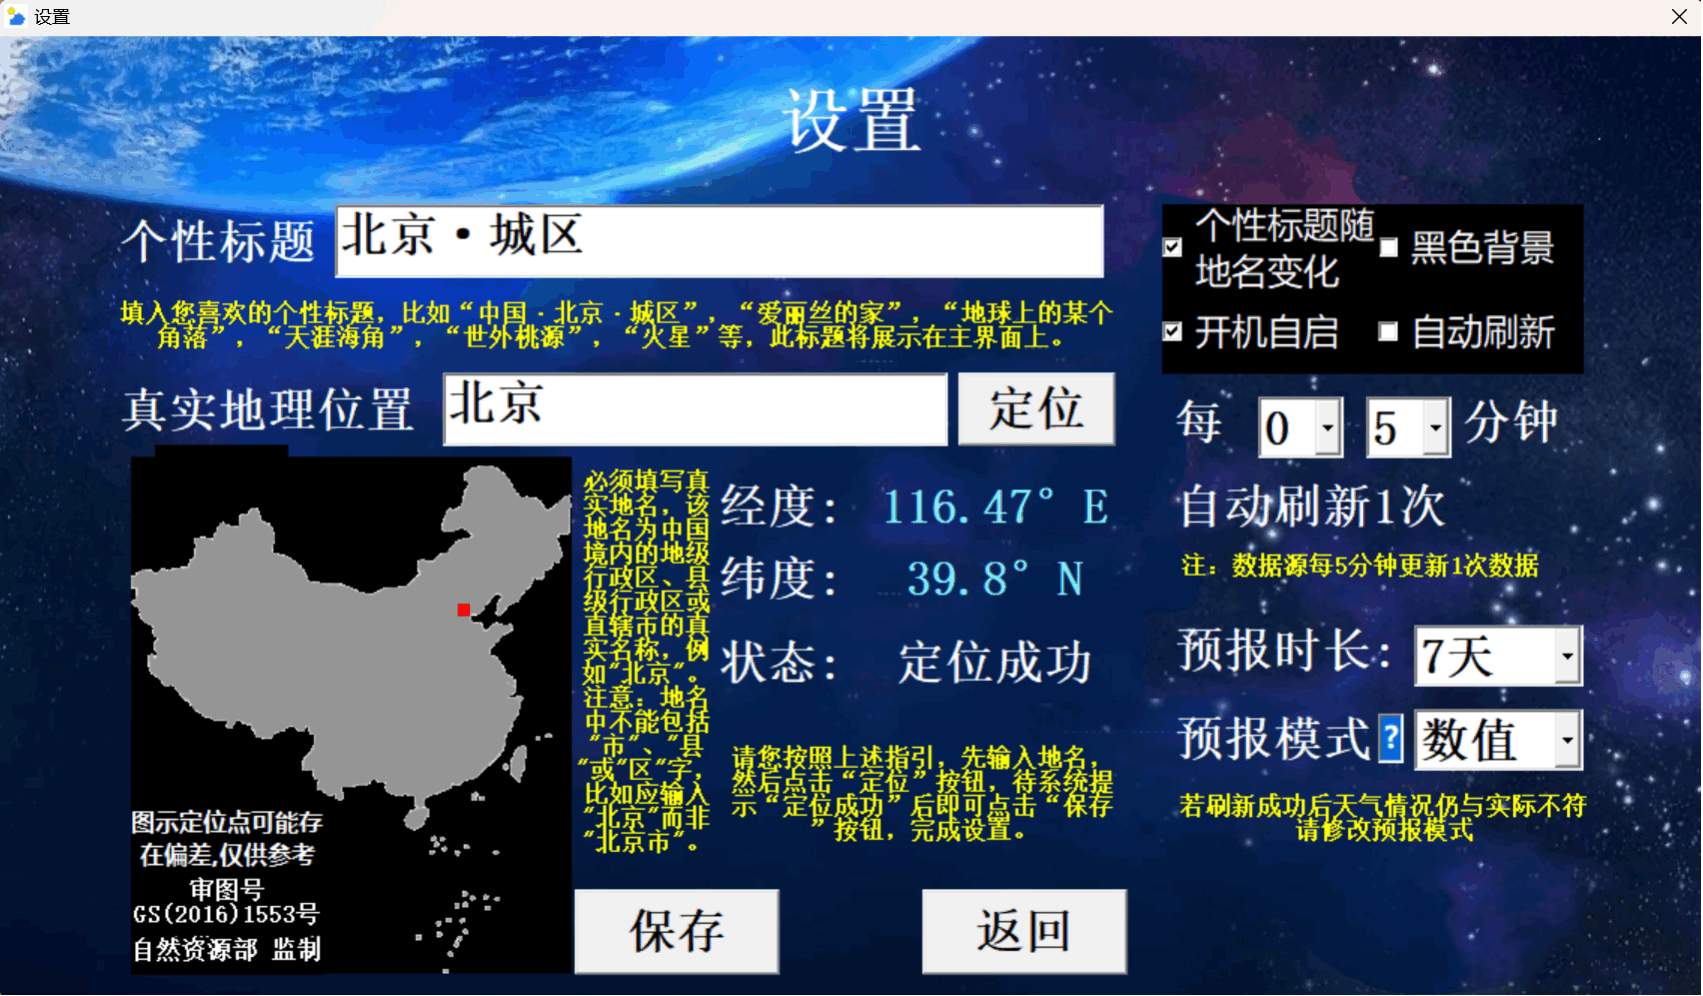 设置
设置
个性标题
北京·城区
填入您喜欢的个性标题，比如“中国·北京·城区”，“爱丽丝的家”，“地球上的某个
角落”，“天涯海角”，“世外桃源”，“火星”等，此标题将展示在主界面上。
真实地理位置
北京
定位
图示定位点可能存
在偏差,仅供参考
审图号
GS(2016)1553号
自然资源部 监制
必须填写真
实地名，该
地名为中国
境内的地级
行政区、县
级行政区或
直辖市的真
实名称，例
如"北京"。
注意：地名
中不能包括
"市"、"县
"或"区"字，
比如应输入
"北京"而非
"北京市"。
经度： 116.47° E
纬度： 39.8° N
状态： 定位成功
请您按照上述指引，先输入地名，
然后点击“定位”按钮，待系统提
示“定位成功”后即可点击“保存
”按钮，完成设置。
保存
返回
个性标题随
地名变化
黑色背景
开机自启
自动刷新
每 0 5 分钟
自动刷新1次
注：数据源每5分钟更新1次数据
预报时长： 7天
预报模式 ? 数值
若刷新成功后天气情况仍与实际不符
请修改预报模式